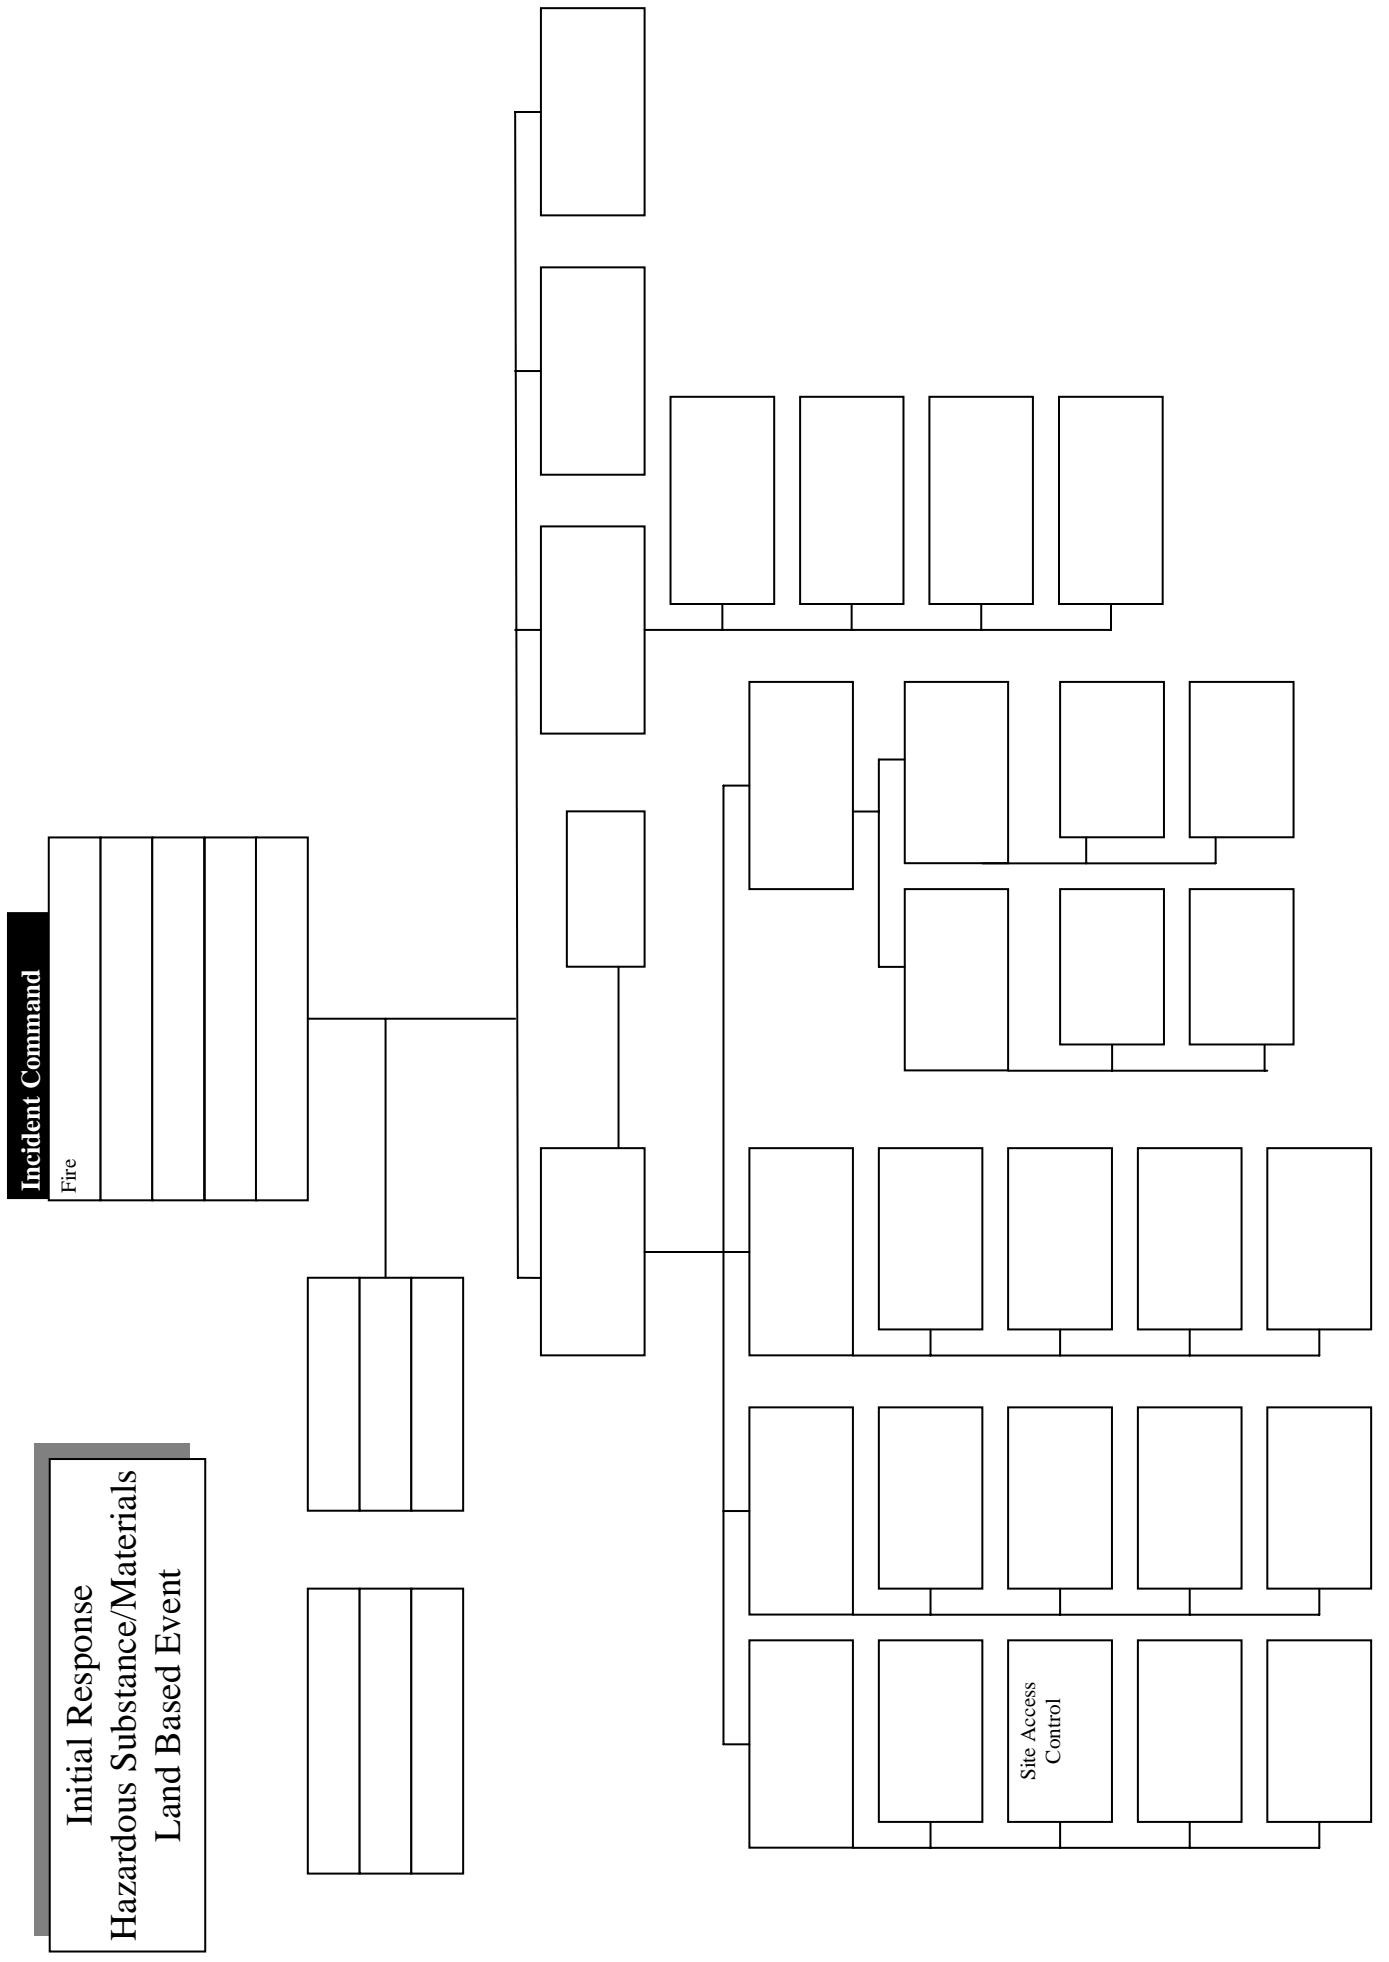 Initial Response
Hazardous Substance/Materials
Land Based Event
Incident Command
Fire
Site Access
Control